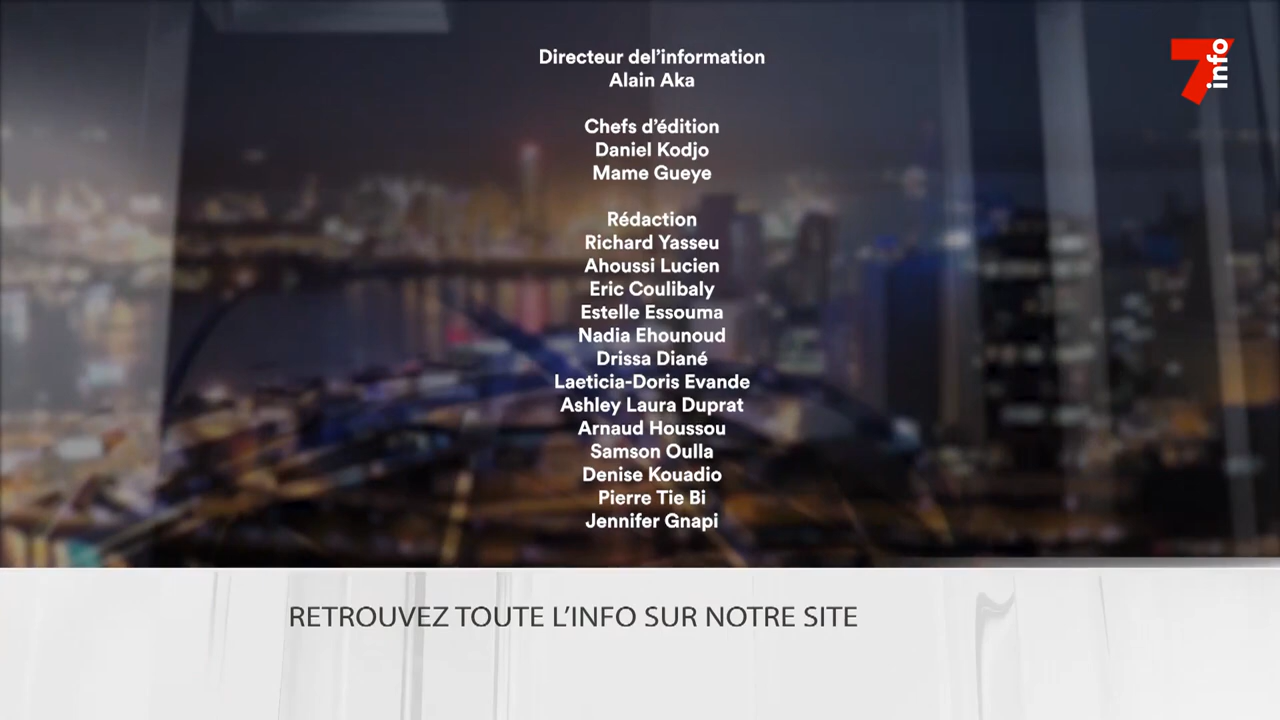 Directeur del'information
Alain Aka
Chefs d'édition
Daniel Kodjo
Mame Gueye
Rédaction
Richard Yasseu
Ahoussi Lucien
Eric Coulibaly
Estelle Essouma
Nadia Ehounoud
Drissa Diané
Laeticia-Doris Evande
Ashley Laura Duprat
Arnaud Houssou
Samson Oulla
Denise Kouadio
Pierre Tie Bi
Jennifer Gnapi
7info
RETROUVEZ TOUTE L'INFO SUR NOTRE SITE